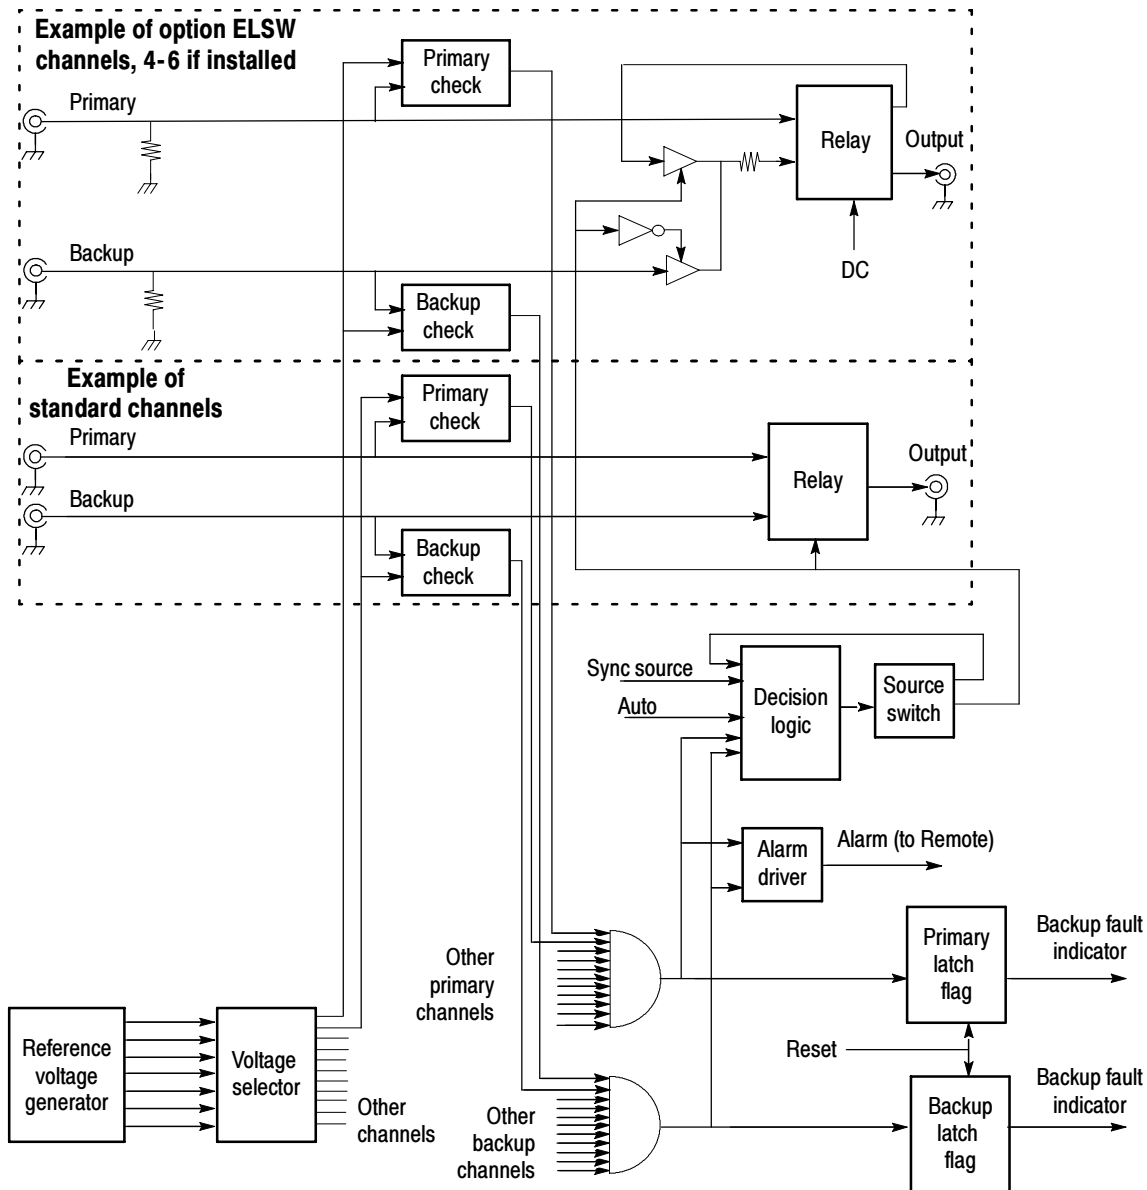 Example of option ELSW
channels, 4-6 if installed
Primary
Primary
check
Relay
Output
Backup
DC
Backup
check
Example of
standard channels
Primary
check
Primary
Relay
Output
Backup
Backup
check
Sync source
Auto
Decision
logic
Source
switch
Alarm
driver
Alarm (to Remote)
Other
primary
channels
Primary
latch
flag
Backup fault
indicator
Reference
voltage
generator
Voltage
selector
Other
channels
Reset
Other
backup
channels
Backup
latch
flag
Backup fault
indicator